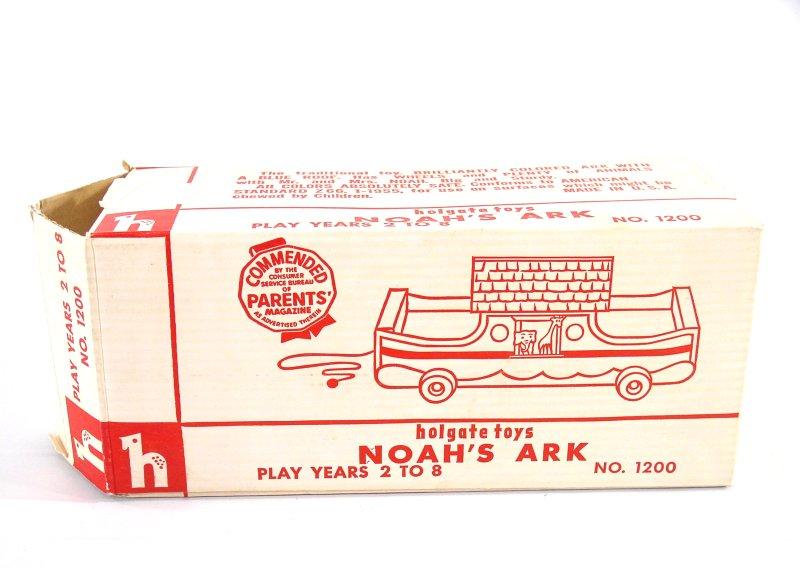 The traditional toy. BRILLIANTLY COLORED ARK WITH
A BLUE ROOF. Has WHEELS and PLENTY of ANIMALS
with Mr. and Mrs. NOAH. Big and Sturdy.
All COLORS ABSOLUTELY SAFE. Conforms to AMERICAN
STANDARD Z66. 1-1955, for use on surfaces which might be
chewed by Children. MADE IN U.S.A.
h
holgate toys
NOAH'S ARK
PLAY YEARS 2 TO 8
NO. 1200
COMMENDED
BY THE
CONSUMER
SERVICE BUREAU
OF
PARENTS'
MAGAZINE
AS ADVERTISED THEREIN
PLAY YEARS 2 TO 8
NO. 1200
h
h
holgate toys
NOAH'S ARK
PLAY YEARS 2 TO 8
NO. 1200